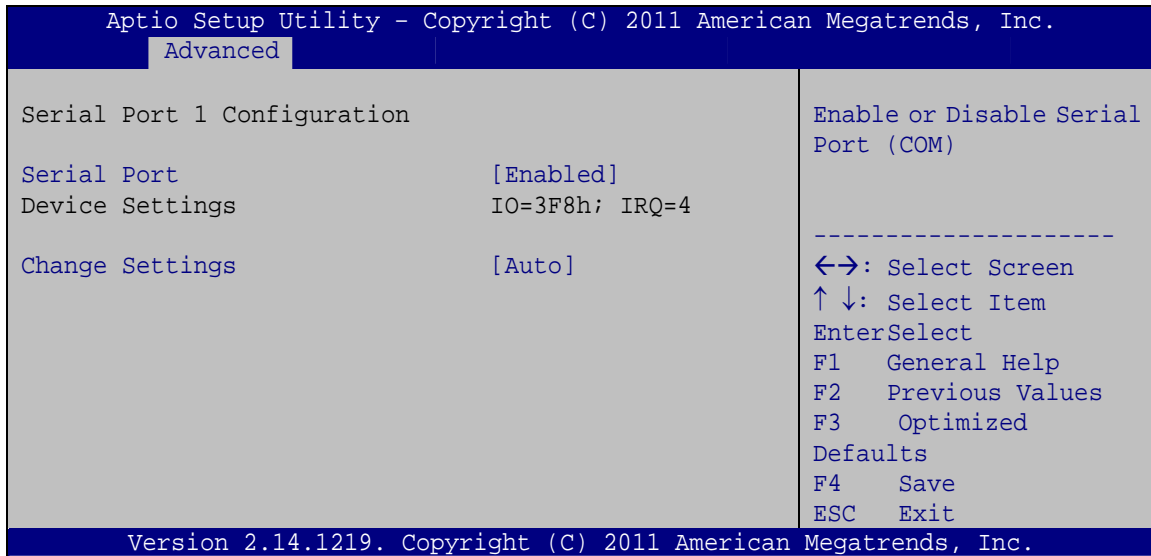 Aptio Setup Utility – Copyright (C) 2011 American Megatrends, Inc.
Advanced
Serial Port 1 Configuration
Serial Port [Enabled]
Device Settings IO=3F8h; IRQ=4
Change Settings [Auto]
Enable or Disable Serial
Port (COM)
---------------------
←→: Select Screen
↑ ↓: Select Item
EnterSelect
F1 General Help
F2 Previous Values
F3 Optimized
Defaults
F4 Save
ESC Exit
Version 2.14.1219. Copyright (C) 2011 American Megatrends, Inc.